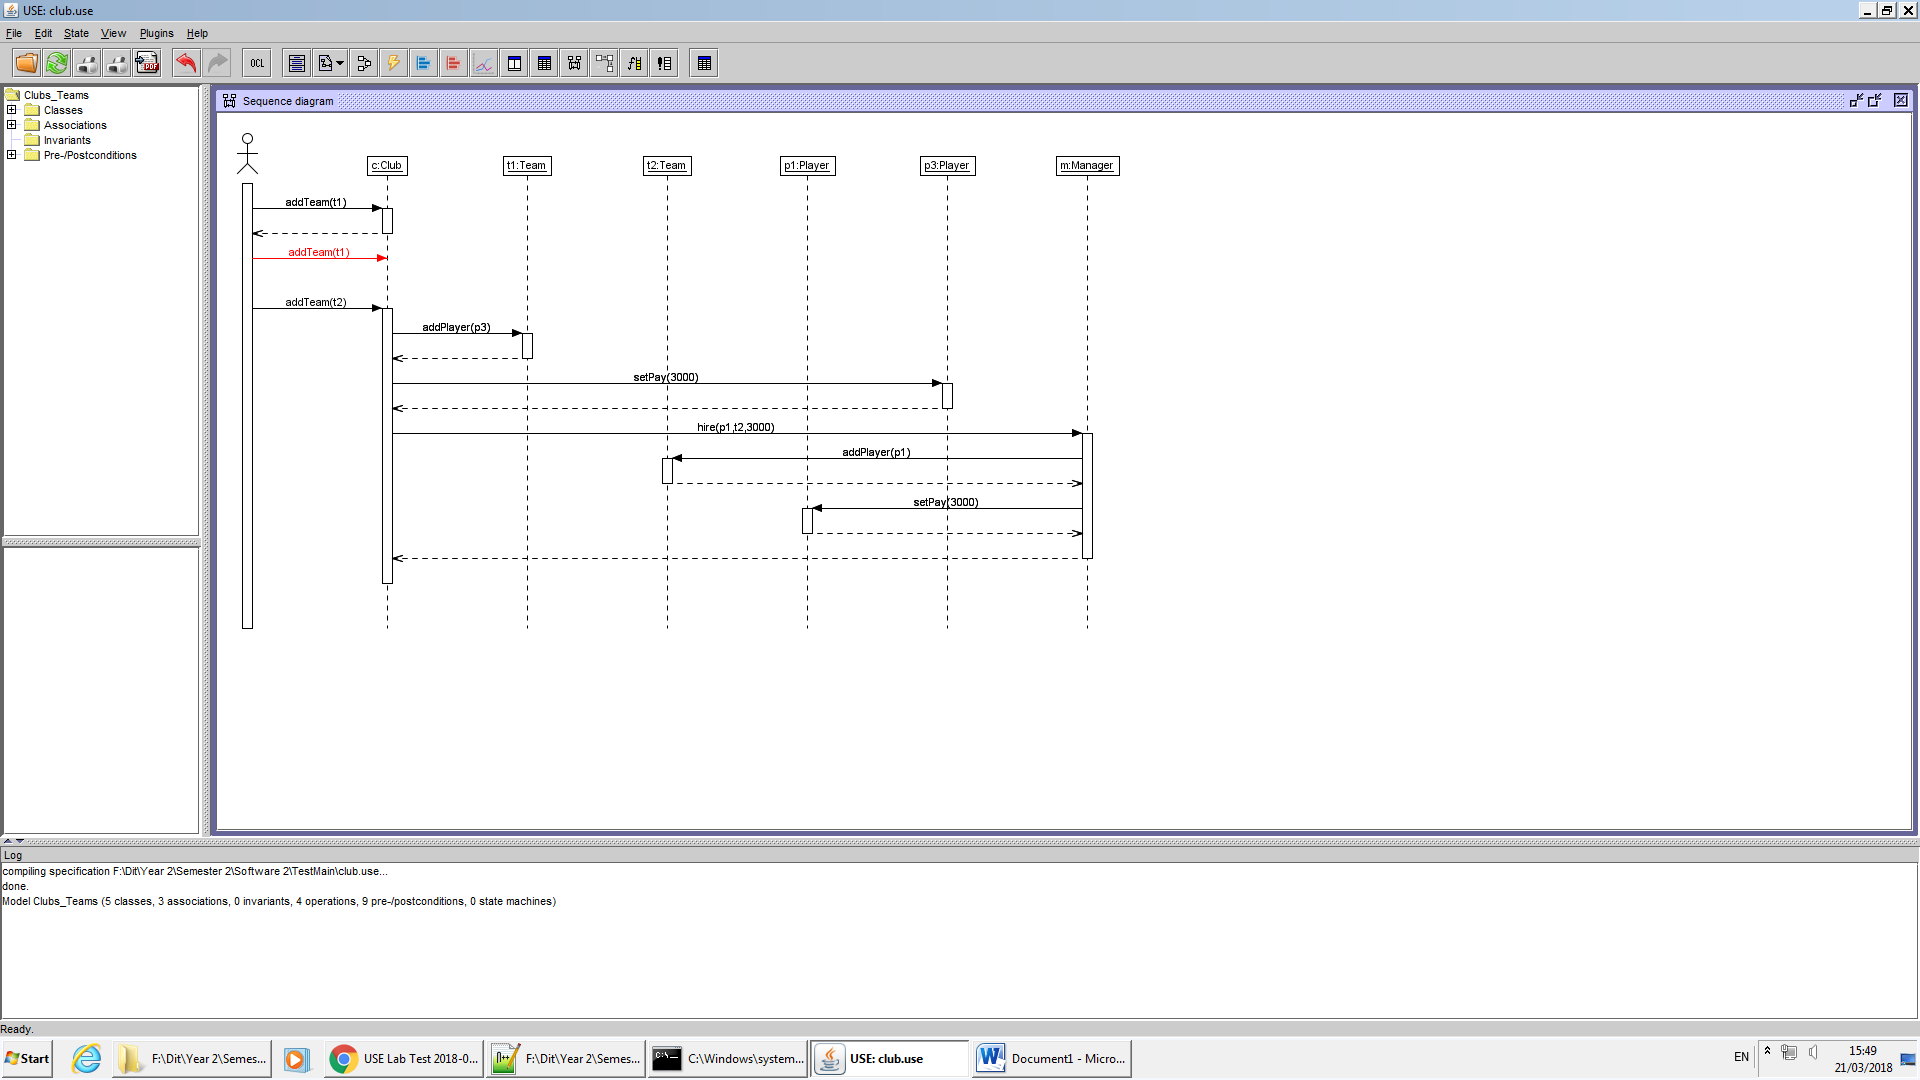 USE: club.use
File Edit State View Plugins Help
OCL
PDF
Clubs_Teams
Classes
Associations
Invariants
Pre-/Postconditions
Sequence diagram
c:Club t1:Team t2:Team p1:Player p3:Player m:Manager
addTeam(t1)
addTeam(t1)
addTeam(t2)
addPlayer(p3)
setPay(3000)
hire(p1,t2,3000)
addPlayer(p1)
setPay(3000)
Log
compiling specification F:\Dit\Year 2\Semester 2\Software 2\TestMain\club.use...
done.
Model Clubs_Teams (5 classes, 3 associations, 0 invariants, 4 operations, 9 pre-/postconditions, 0 state machines)
Ready.
Start F:\Dit\Year 2\Semes... USE Lab Test 2018-0... F:\Dit\Year 2\Semes... C:\Windows\system... USE: club.use Document1 - Micro... EN 15:49
21/03/2018